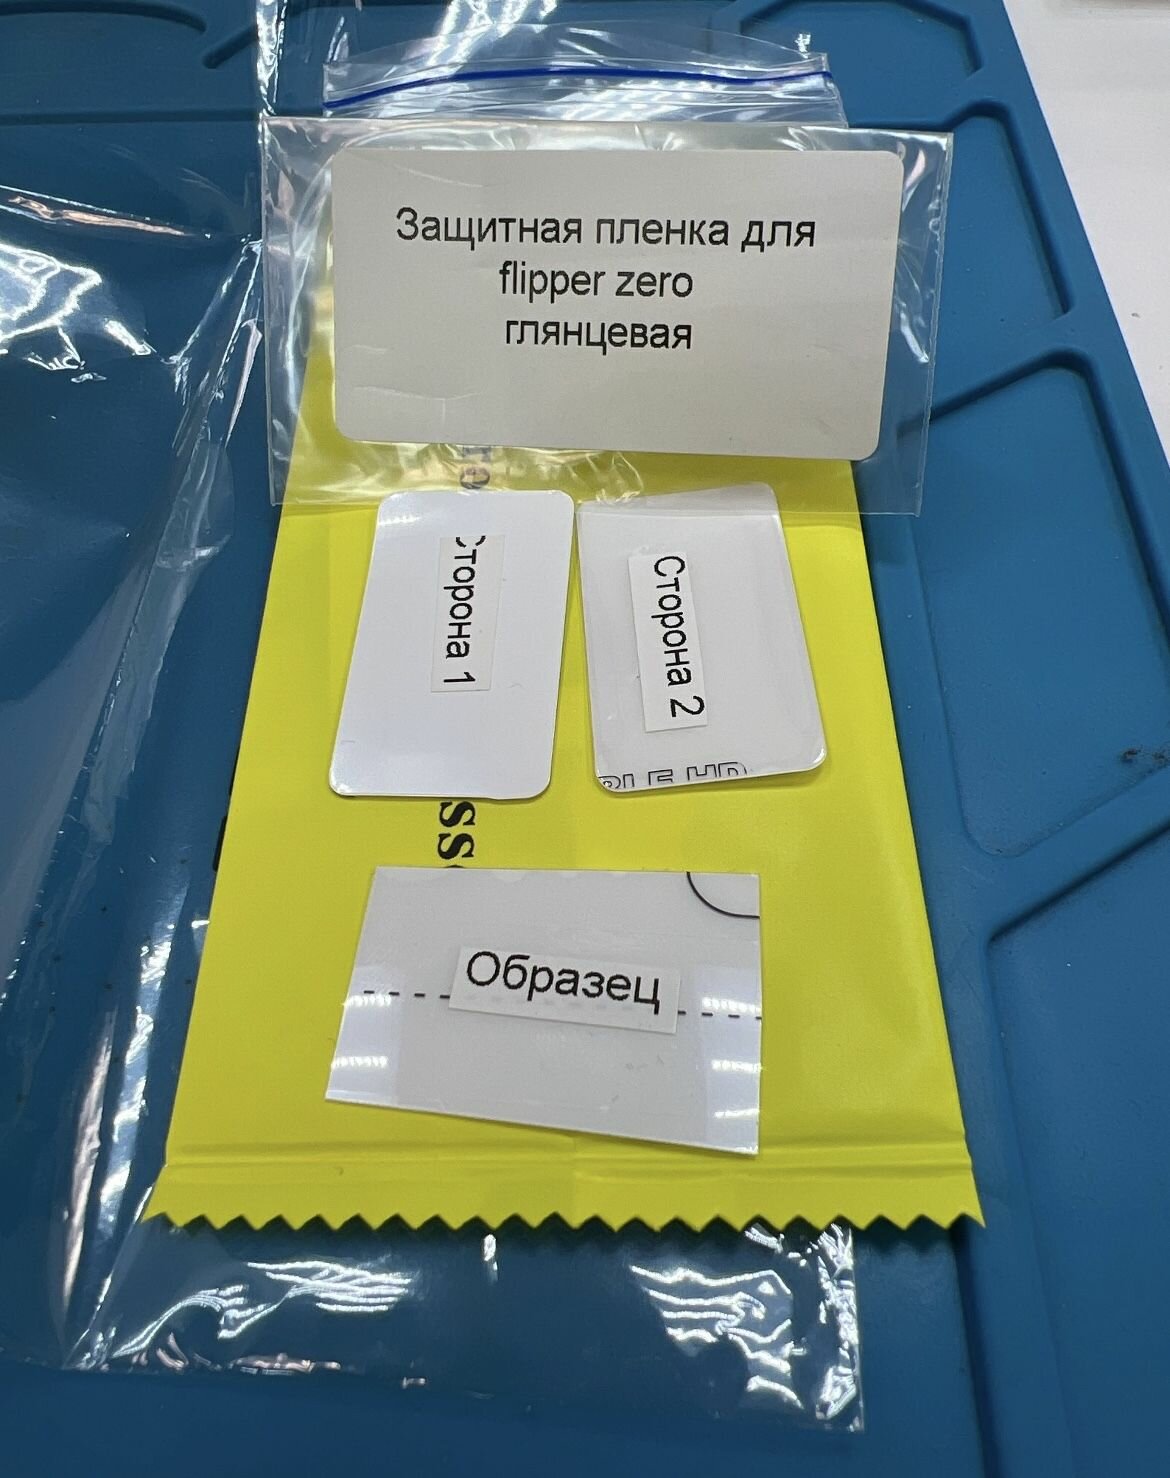 Защитная пленка для
flipper zero
глянцевая
Сторона 1
Сторона 2
Образец